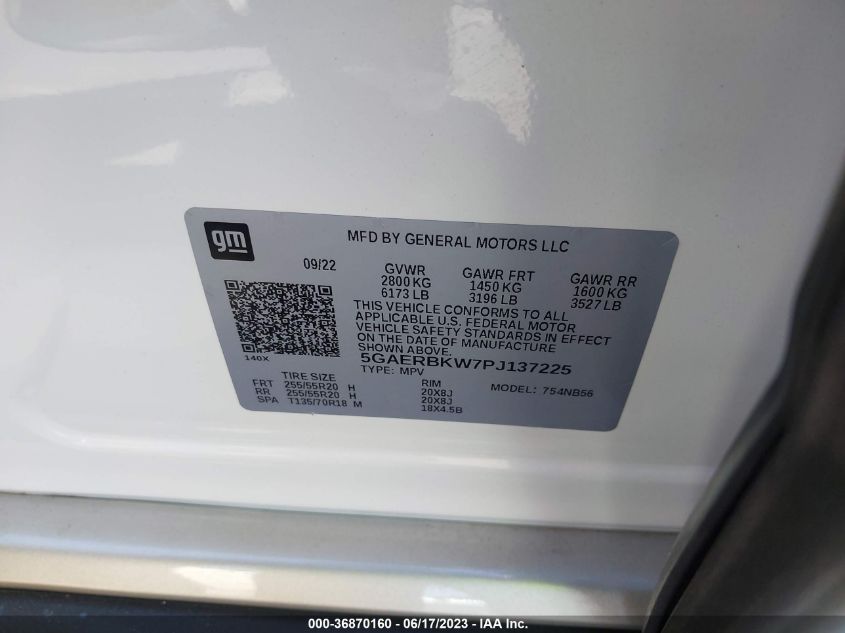 gm
MFD BY GENERAL MOTORS LLC
09/22
GVWR
2800 KG
6173 LB
GAWR FRT
1450 KG
3196 LB
GAWR RR
1600 KG
3527 LB
THIS VEHICLE CONFORMS TO ALL
APPLICABLE U.S. FEDERAL MOTOR
VEHICLE SAFETY STANDARDS IN EFFECT
ON THE DATE OF MANUFACTURE
SHOWN ABOVE.
140X
5GAERBKW7PJ137225
TYPE: MPV
MODEL: 754NB56
TIRE SIZE RIM
FRT 255/55R20 H 20X8J
RR 255/55R20 H 20X8J
SPA T135/70R18 M 18X4.5B
000-36870160 - 06/17/2023 - IAAI Inc.